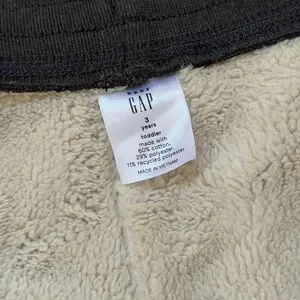 baby
GAP
3
years
toddler
made with
60% cotton,
29% polyester,
11% recycled polyester
MADE IN VIETNAM